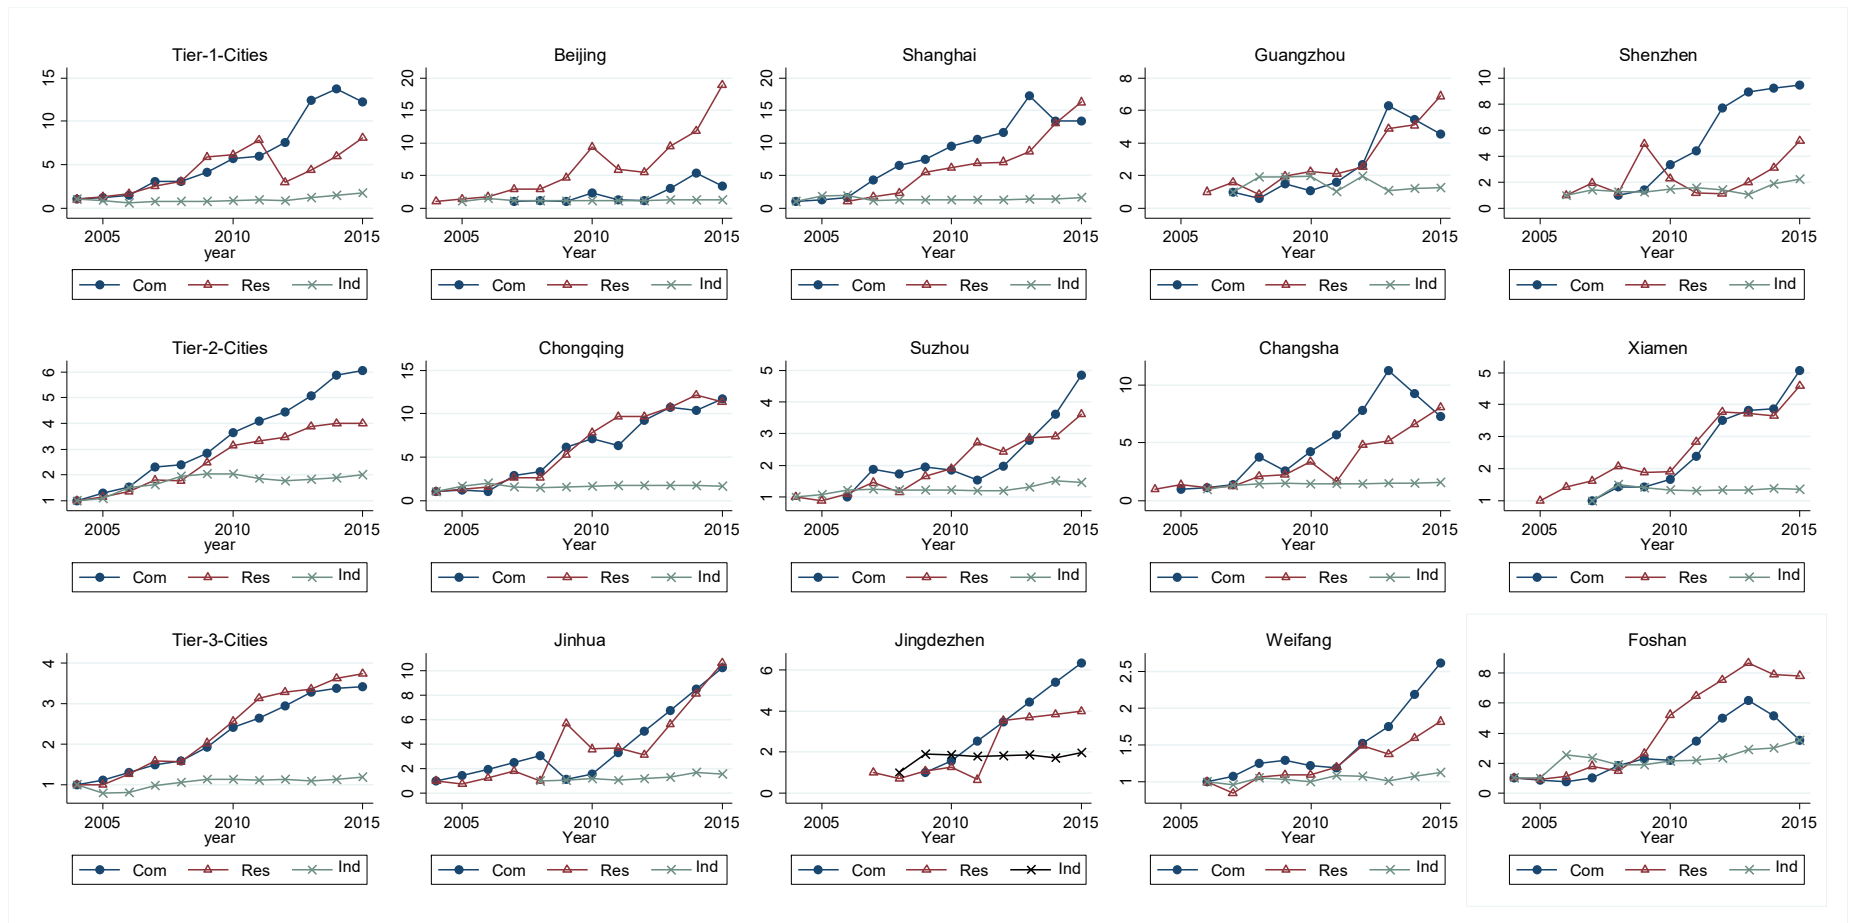 Tier-1-Cities
15
10
5
0
2005 2010 2015
year
Com Res Ind
Beijing
20
15
10
5
0
2005 2010 2015
Year
Com Res Ind
Shanghai
20
15
10
5
0
2005 2010 2015
Year
Com Res Ind
Guangzhou
8
6
4
2
0
2005 2010 2015
Year
Com Res Ind
Shenzhen
10
8
6
4
2
0
2005 2010 2015
Year
Com Res Ind
Tier-2-Cities
6
5
4
3
2
1
2005 2010 2015
year
Com Res Ind
Chongqing
15
10
5
0
2005 2010 2015
Year
Com Res Ind
Suzhou
5
4
3
2
1
2005 2010 2015
Year
Com Res Ind
Changsha
10
5
0
2005 2010 2015
Year
Com Res Ind
Xiamen
5
4
3
2
1
2005 2010 2015
Year
Com Res Ind
Tier-3-Cities
4
3
2
1
2005 2010 2015
year
Com Res Ind
Jinhua
10
8
6
4
2
0
2005 2010 2015
Year
Com Res Ind
Jingdezhen
6
4
2
0
2005 2010 2015
Year
Com Res Ind
Weifang
2.5
2
1.5
1
2005 2010 2015
Year
Com Res Ind
Foshan
8
6
4
2
0
2005 2010 2015
Year
Com Res Ind